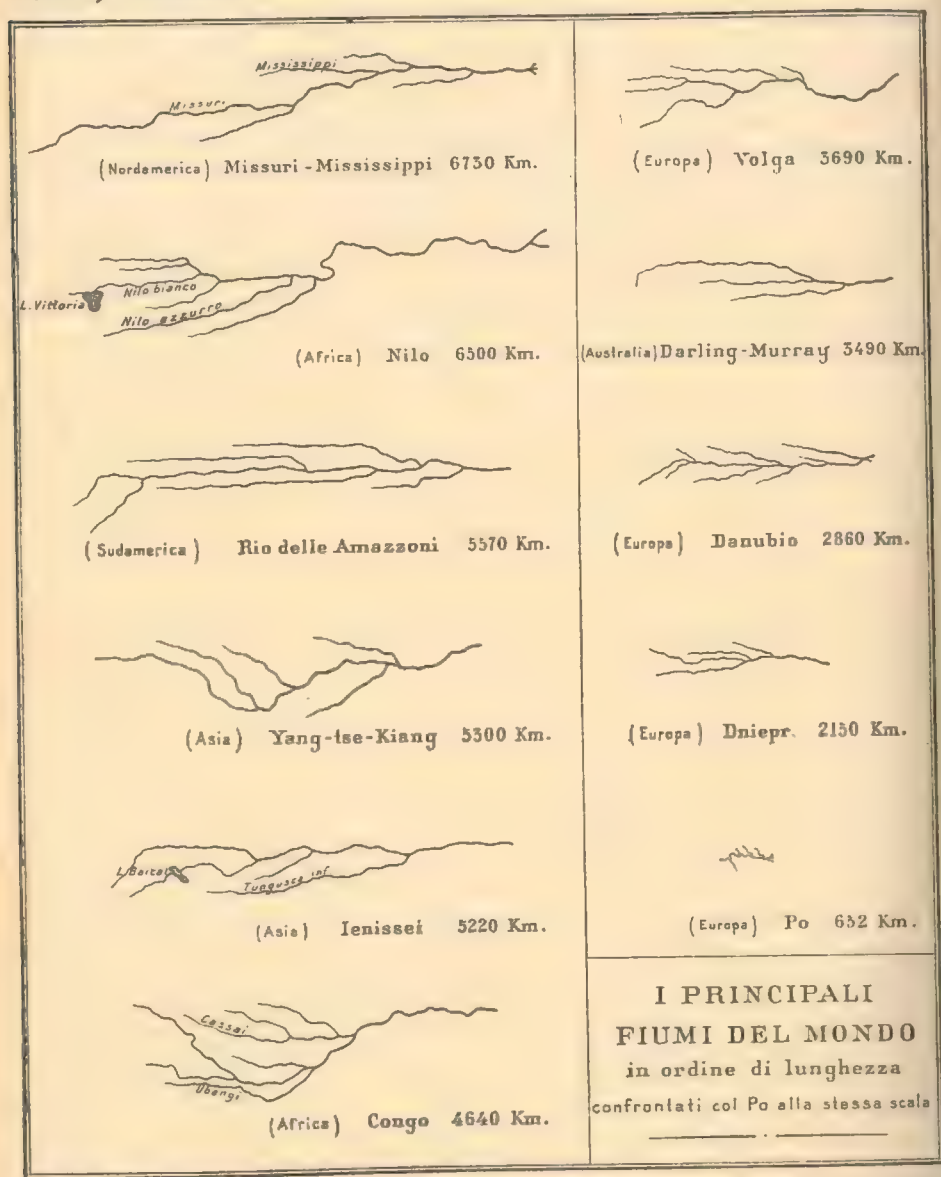 Mississippi
Missuri
(Nordamerica) Missuri-Mississippi 6730 Km.
L. Vittoria
Nilo bianco
Nilo azzurro
(Africa) Nilo 6500 Km.
(Sudamerica) Rio delle Amazzoni 5570 Km.
(Asia) Yang-tse-Kiang 5300 Km.
L. Baical
Tungusca inf.
(Asia) Ienissei 5220 Km.
Cassai
Ubangi
(Africa) Congo 4640 Km.
(Europa) Volga 3690 Km.
(Australia) Darling-Murray 3490 Km.
(Europa) Danubio 2860 Km.
(Europa) Dniepr. 2150 Km.
(Europa) Po 652 Km.
I PRINCIPALI
FIUMI DEL MONDO
in ordine di lunghezza
confrontati col Po alla stessa scala